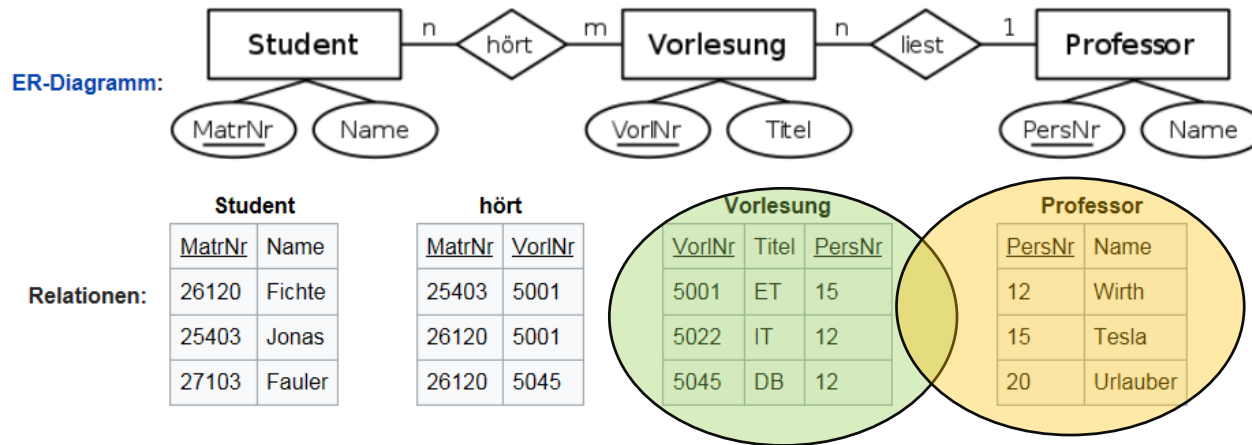 Student n hört m Vorlesung n liest 1 Professor
ER-Diagramm:
MatrNr Name VorlNr Titel PersNr Name
Student hört Vorlesung Professor
MatrNr Name MatrNr VorlNr VorlNr Titel PersNr PersNr Name
Relationen:
26120 Fichte 25403 5001 5001 ET 15 12 Wirth
25403 Jonas 26120 5001 5022 IT 12 15 Tesla
27103 Fauler 26120 5045 5045 DB 12 20 Urlauber